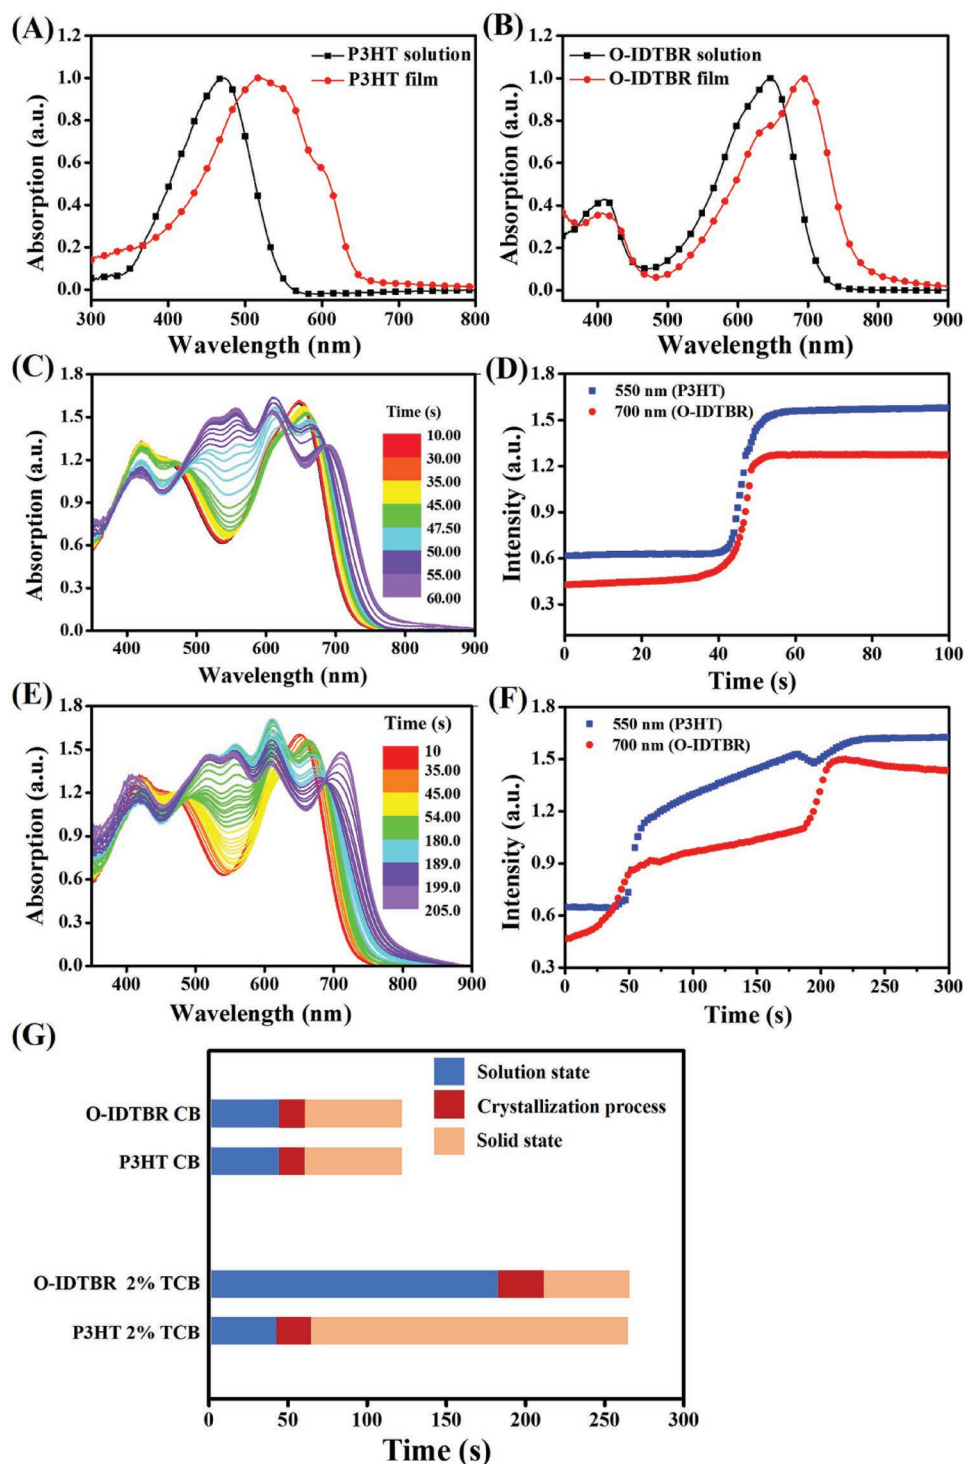 (A)
1.2
1.0
0.8
0.6
0.4
0.2
0.0
Absorption (a.u.)
P3HT solution
P3HT film
300 400 500 600 700 800
Wavelength (nm)
(B)
1.2
1.0
0.8
0.6
0.4
0.2
0.0
Absorption (a.u.)
O-IDTBR solution
O-IDTBR film
400 500 600 700 800 900
Wavelength (nm)
(C)
1.8
1.5
1.2
0.9
0.6
0.3
0.0
Absorption (a.u.)
Time (s)
10.00
30.00
35.00
45.00
47.50
50.00
55.00
60.00
400 500 600 700 800 900
Wavelength (nm)
(D)
1.8
1.5
1.2
0.9
0.6
0.3
Intensity (a.u.)
550 nm (P3HT)
700 nm (O-IDTBR)
0 20 40 60 80 100
Time (s)
(E)
1.8
1.5
1.2
0.9
0.6
0.3
0.0
Absorption (a.u.)
Time (s)
10
35.00
45.00
54.00
180.0
189.0
199.0
205.0
400 500 600 700 800 900
Wavelength (nm)
(F)
1.8
1.5
1.2
0.9
0.6
0.3
Intensity (a.u.)
550 nm (P3HT)
700 nm (O-IDTBR)
0 50 100 150 200 250 300
Time (s)
(G)
Solution state
Crystallization process
Solid state
O-IDTBR CB
P3HT CB
O-IDTBR 2% TCB
P3HT 2% TCB
0 50 100 150 200 250 300
Time (s)